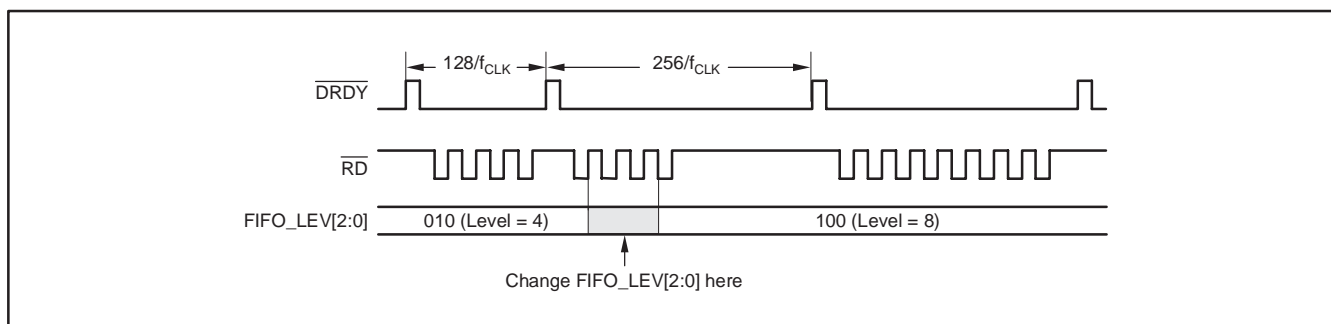 128/fCLK
256/fCLK
DRDY
RD
FIFO_LEV[2:0]
010 (Level = 4)
100 (Level = 8)
Change FIFO_LEV[2:0] here